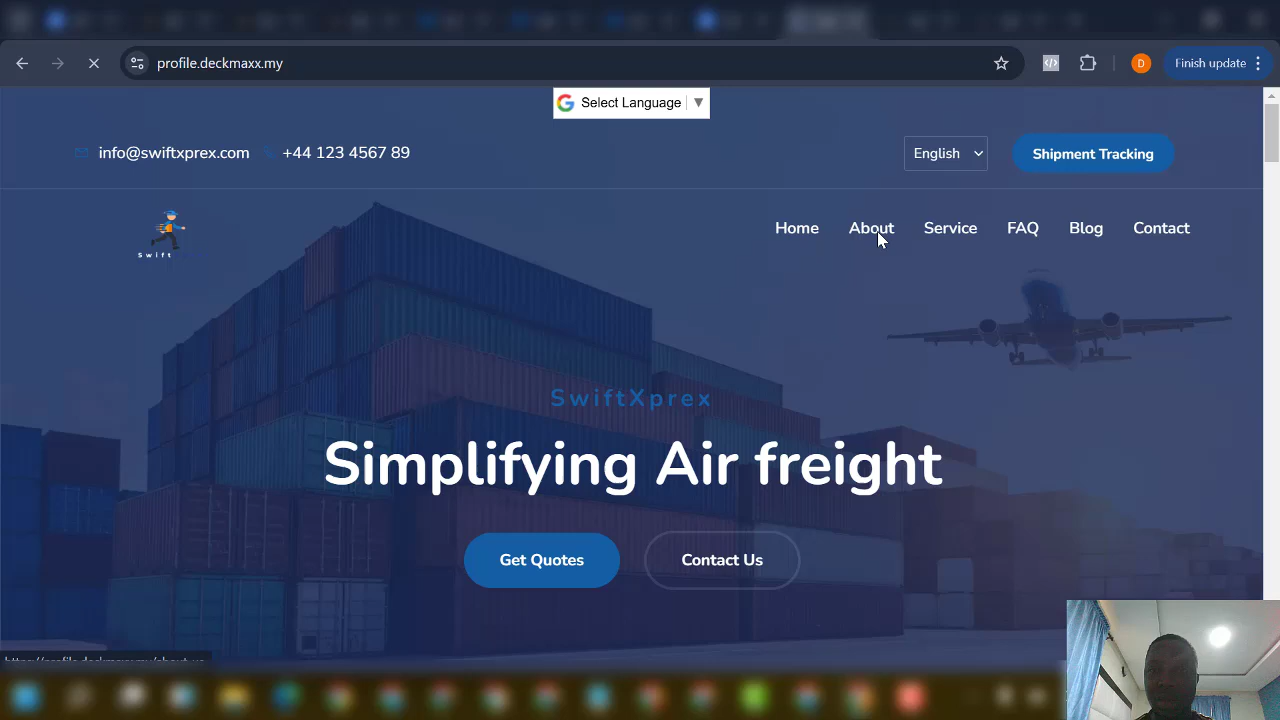 profile.deckmaxx.my
Finish update
D
Select Language
info@swiftxprex.com +44 123 4567 89
English
Shipment Tracking
Swift
Home About Service FAQ Blog Contact
SwiftXprex
Simplifying Air freight
Get Quotes
Contact Us